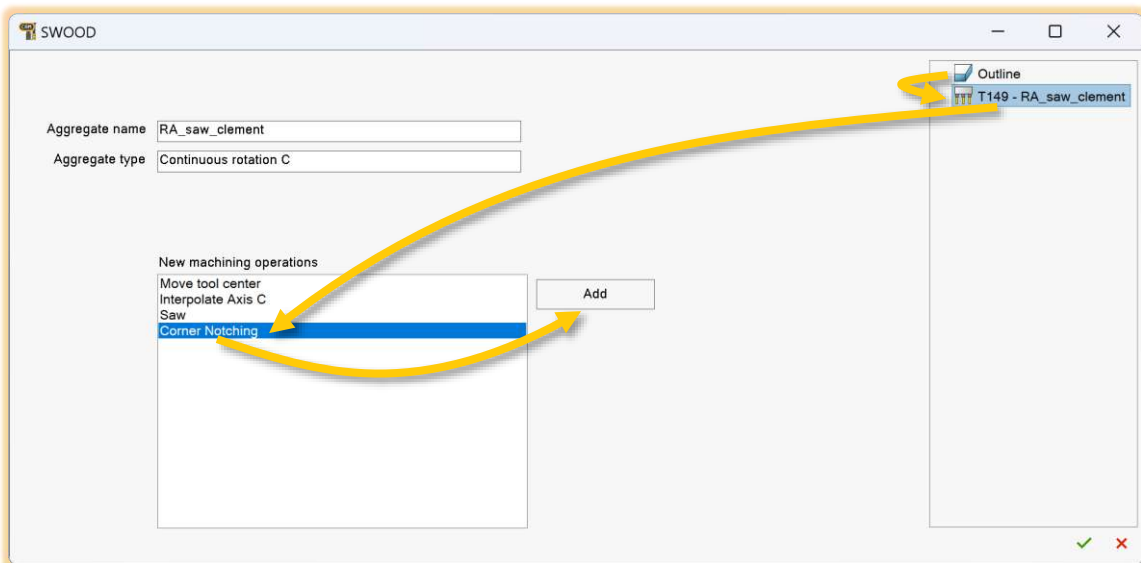 SWOOD
Outline
T149 - RA_saw_clement
Aggregate name RA_saw_clement
Aggregate type Continuous rotation C
New machining operations
Move tool center
Interpolate Axis C
Saw
Corner Notching
Add